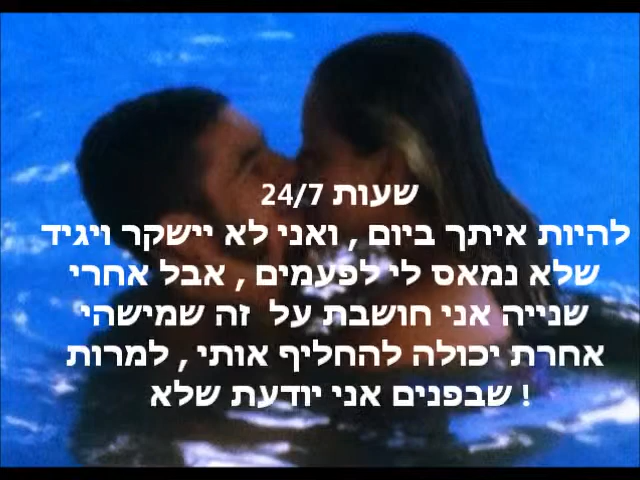 24/7 שעות
להיות איתך ביום , ואני לא יישקר ויגיד
שלא נמאס לי לפעמים , אבל אחרי
שנייה אני חושבת על זה שמישהי
אחרת יכולה להחליף אותי , למרות
שבפנים אני יודעת שלא !